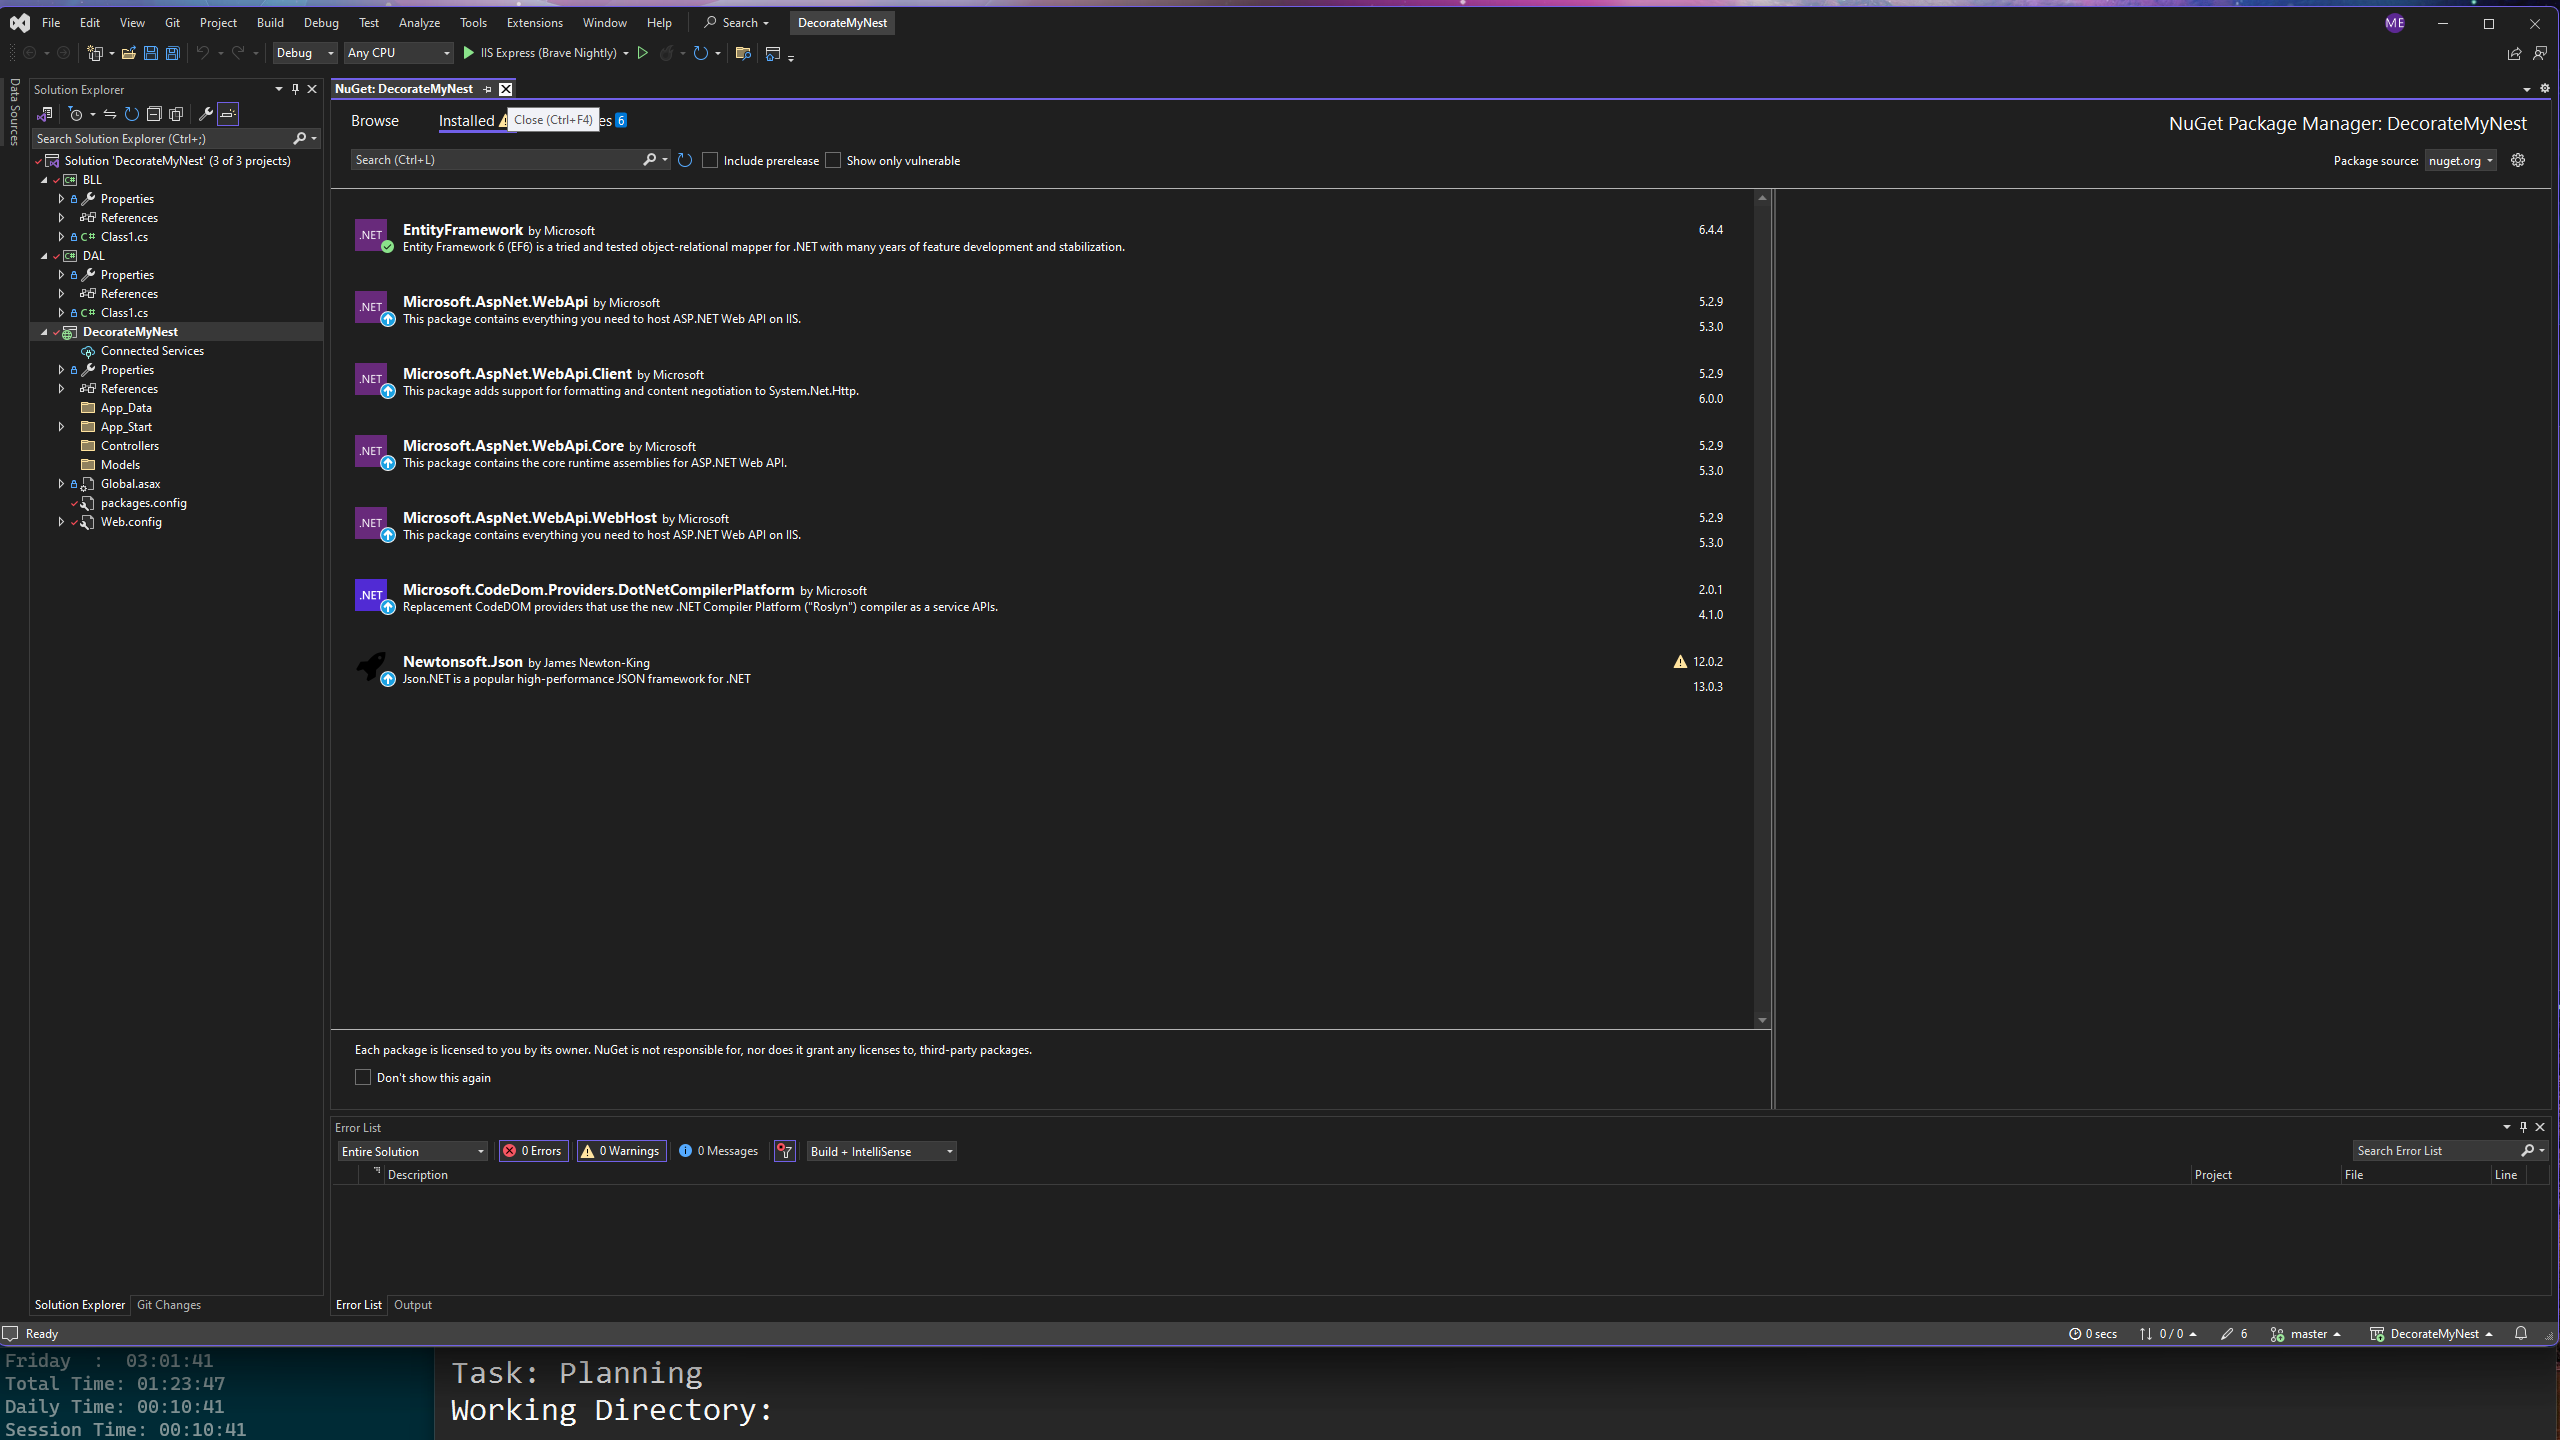 File Edit View Git Project Build Debug Test Analyze Tools Extensions Window Help Search DecorateMyNest ME
Debug Any CPU IIS Express (Brave Nightly)
Data Sources
Solution Explorer
Search Solution Explorer (Ctrl+;)
Solution 'DecorateMyNest' (3 of 3 projects)
C# BLL
Properties
References
C# Class1.cs
C# DAL
Properties
References
C# Class1.cs
DecorateMyNest
Connected Services
Properties
References
App_Data
App_Start
Controllers
Models
Global.asax
packages.config
Web.config
Solution Explorer Git Changes
NuGet: DecorateMyNest
Browse Installed Close (Ctrl+F4) es 6
NuGet Package Manager: DecorateMyNest
Search (Ctrl+L) Include prerelease Show only vulnerable
Package source: nuget.org
.NET EntityFramework by Microsoft 6.4.4
Entity Framework 6 (EF6) is a tried and tested object-relational mapper for .NET with many years of feature development and stabilization.
.NET Microsoft.AspNet.WebApi by Microsoft 5.2.9
This package contains everything you need to host ASP.NET Web API on IIS.
5.3.0
.NET Microsoft.AspNet.WebApi.Client by Microsoft 5.2.9
This package adds support for formatting and content negotiation to System.Net.Http.
6.0.0
.NET Microsoft.AspNet.WebApi.Core by Microsoft 5.2.9
This package contains the core runtime assemblies for ASP.NET Web API.
5.3.0
.NET Microsoft.AspNet.WebApi.WebHost by Microsoft 5.2.9
This package contains everything you need to host ASP.NET Web API on IIS.
5.3.0
.NET Microsoft.CodeDom.Providers.DotNetCompilerPlatform by Microsoft 2.0.1
Replacement CodeDOM providers that use the new .NET Compiler Platform ("Roslyn") compiler as a service APIs.
4.1.0
Newtonsoft.Json by James Newton-King 12.0.2
Json.NET is a popular high-performance JSON framework for .NET
13.0.3
Each package is licensed to you by its owner. NuGet is not responsible for, nor does it grant any licenses to, third-party packages.
Don't show this again
Error List
Entire Solution 0 Errors 0 Warnings 0 Messages Build + IntelliSense Search Error List
Description Project File Line
Error List Output
Ready 0 secs 0 / 0 6 master DecorateMyNest
Friday : 03:01:41
Total Time: 01:23:47
Daily Time: 00:10:41
Session Time: 00:10:41
Task: Planning
Working Directory: